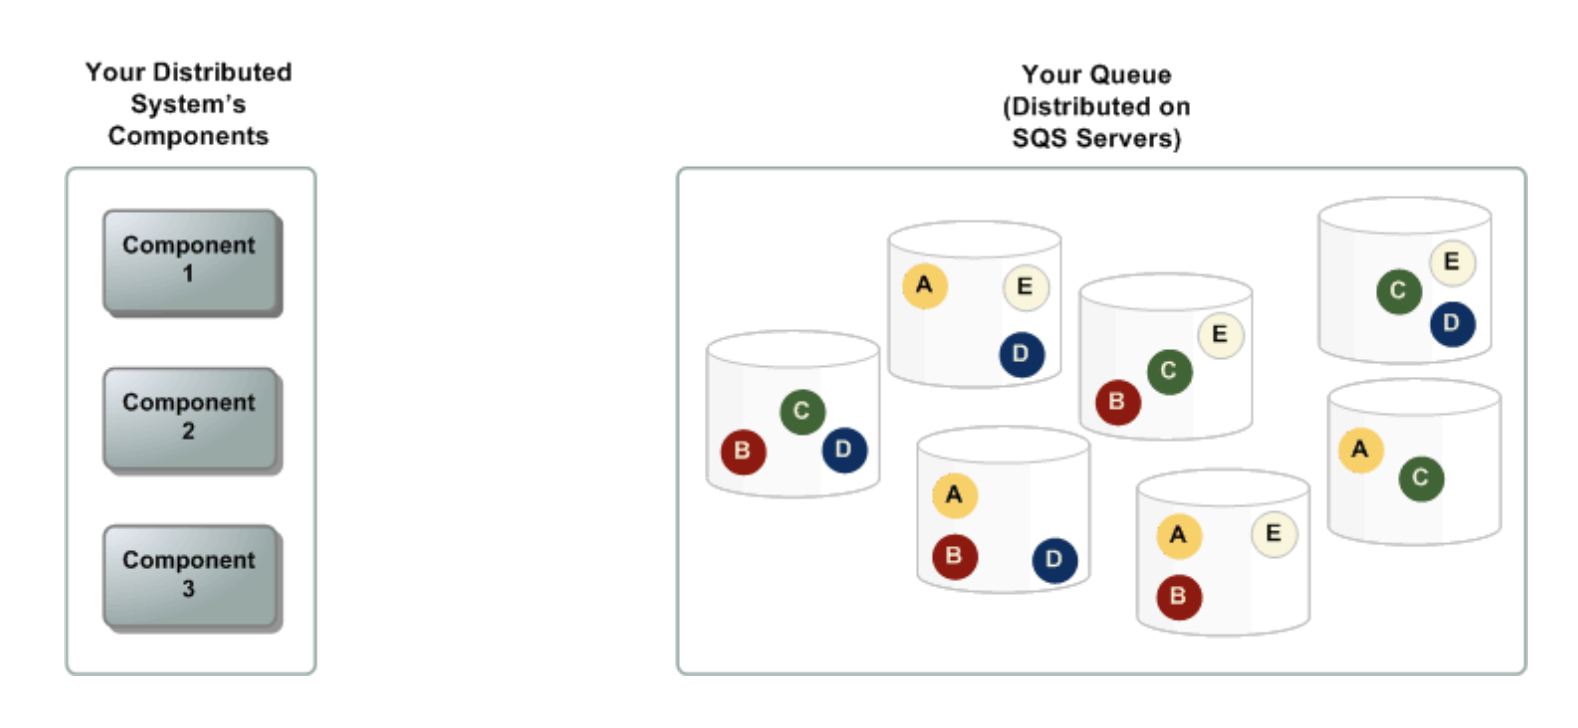 Your Distributed
System's
Components
Component
1
Component
2
Component
3
Your Queue
(Distributed on
SQS Servers)
B
C
D
A
E
D
A
B
D
B
C
E
A
E
B
C
E
D
A
C